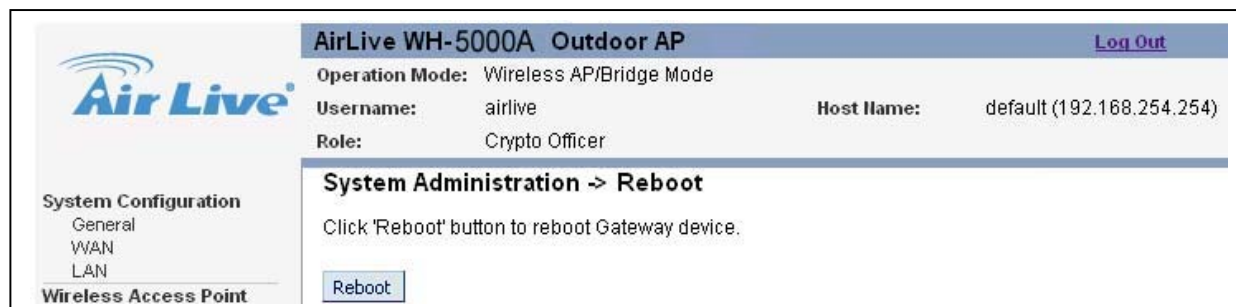 Air Live®
AirLive WH-5000A Outdoor AP Log Out
Operation Mode: Wireless AP/Bridge Mode
Username: airlive Host Name: default (192.168.254.254)
Role: Crypto Officer
System Configuration
General
WAN
LAN
Wireless Access Point
System Administration -> Reboot
Click 'Reboot' button to reboot Gateway device.
Reboot